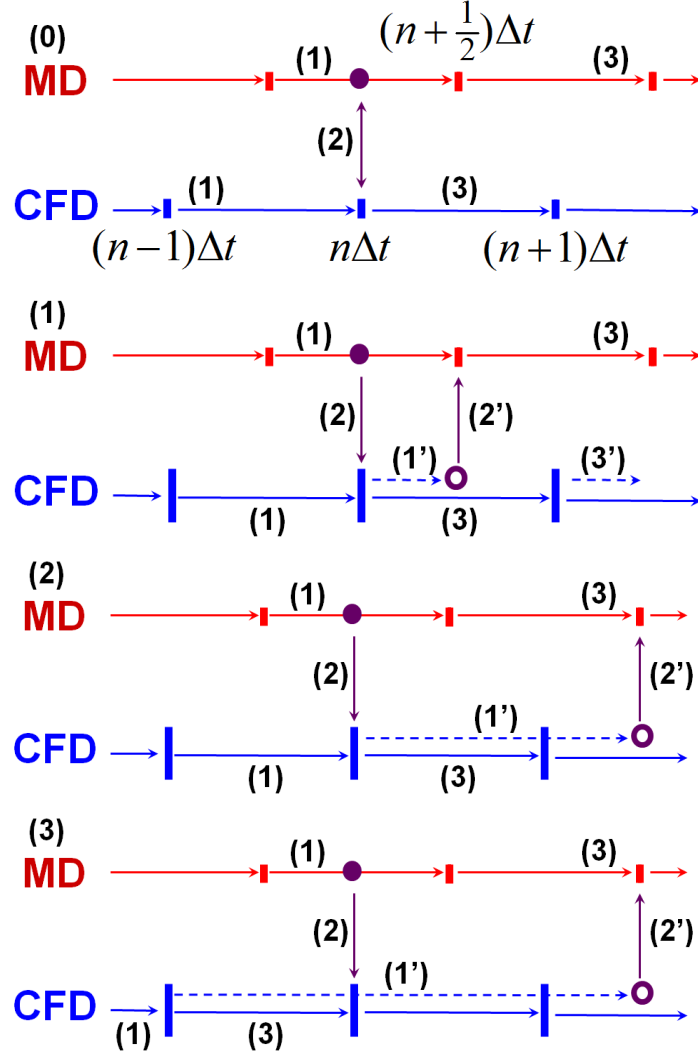 (0)
(1) (n + 1/2)Δt (3)
MD
(2)
(1) (3)
CFD
(n − 1)Δt nΔt (n + 1)Δt
(1)
(1) (3)
MD
(2) (2’)
(1’) (3’)
CFD
(1) (3)
(2)
(1) (3)
MD
(2) (2’)
(1’)
CFD
(1) (3)
(3)
(1) (3)
MD
(2) (2’)
(1’)
CFD
(1) (3)